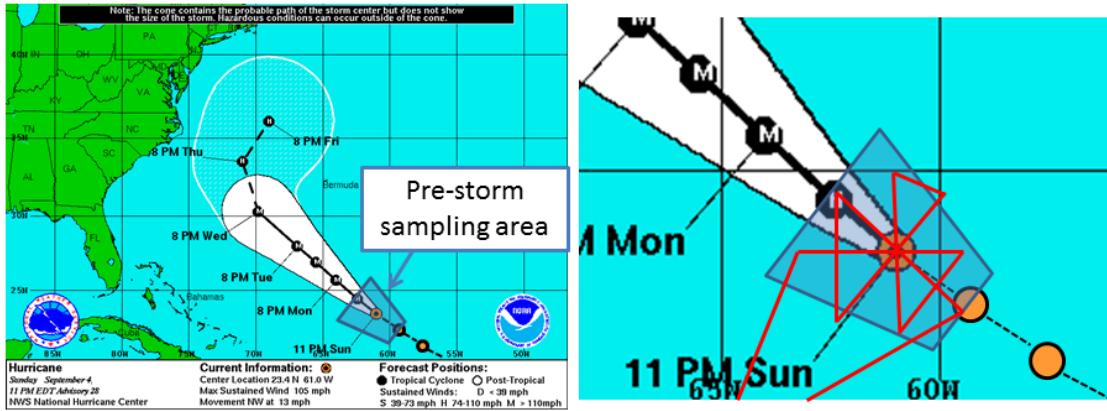 Note: The cone contains the probable path of the storm center but does not show
the size of the storm. Hazardous conditions can occur outside of the cone.
40N
IN
OH
PA
MD
DE
WV
VA
KY
35N
8 PM Fri
8 PM Thu
TN
NC
SC
AL
GA
Bermuda
Pre-storm
sampling area
30N
8 PM Wed
FL
8 PM Tue
25N
Bahamas
8 PM Mon
Cuba
11 PM Sun
85W
80W
75W
70W
65W
55W
50W
NOAA
Hurricane
Sunday September 4,
11 PM EDT Advisory 28
NWS National Hurricane Center
Current Information:
Center Location 23.4 N 61.0 W
Max Sustained Wind 105 mph
Movement NW at 13 mph
Forecast Positions:
Tropical Cyclone Post-Tropical
Sustained Winds: D < 39 mph
S 39-73 mph H 74-110 mph M > 110mph
M
M
H
M Mon
11 PM Sun
65W
60W